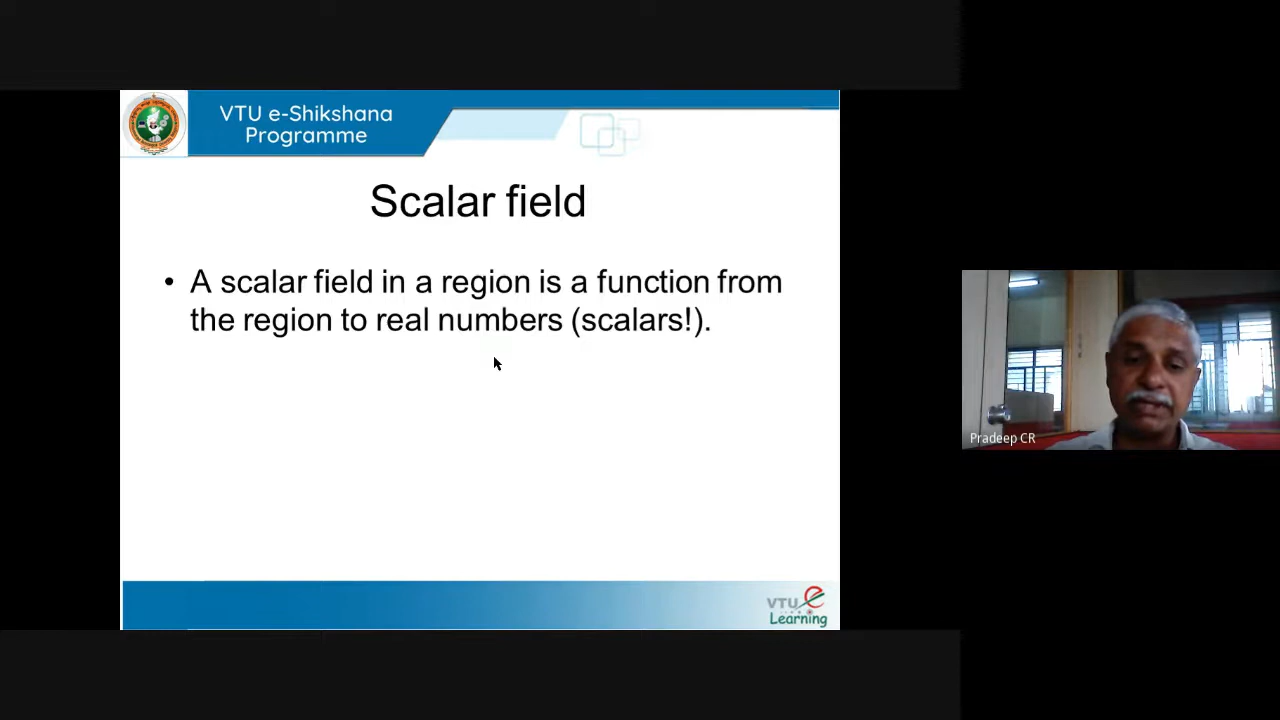 VTU e-Shikshana
Programme
Scalar field
• A scalar field in a region is a function from
the region to real numbers (scalars!).
Pradeep CR
VTU e
Learning